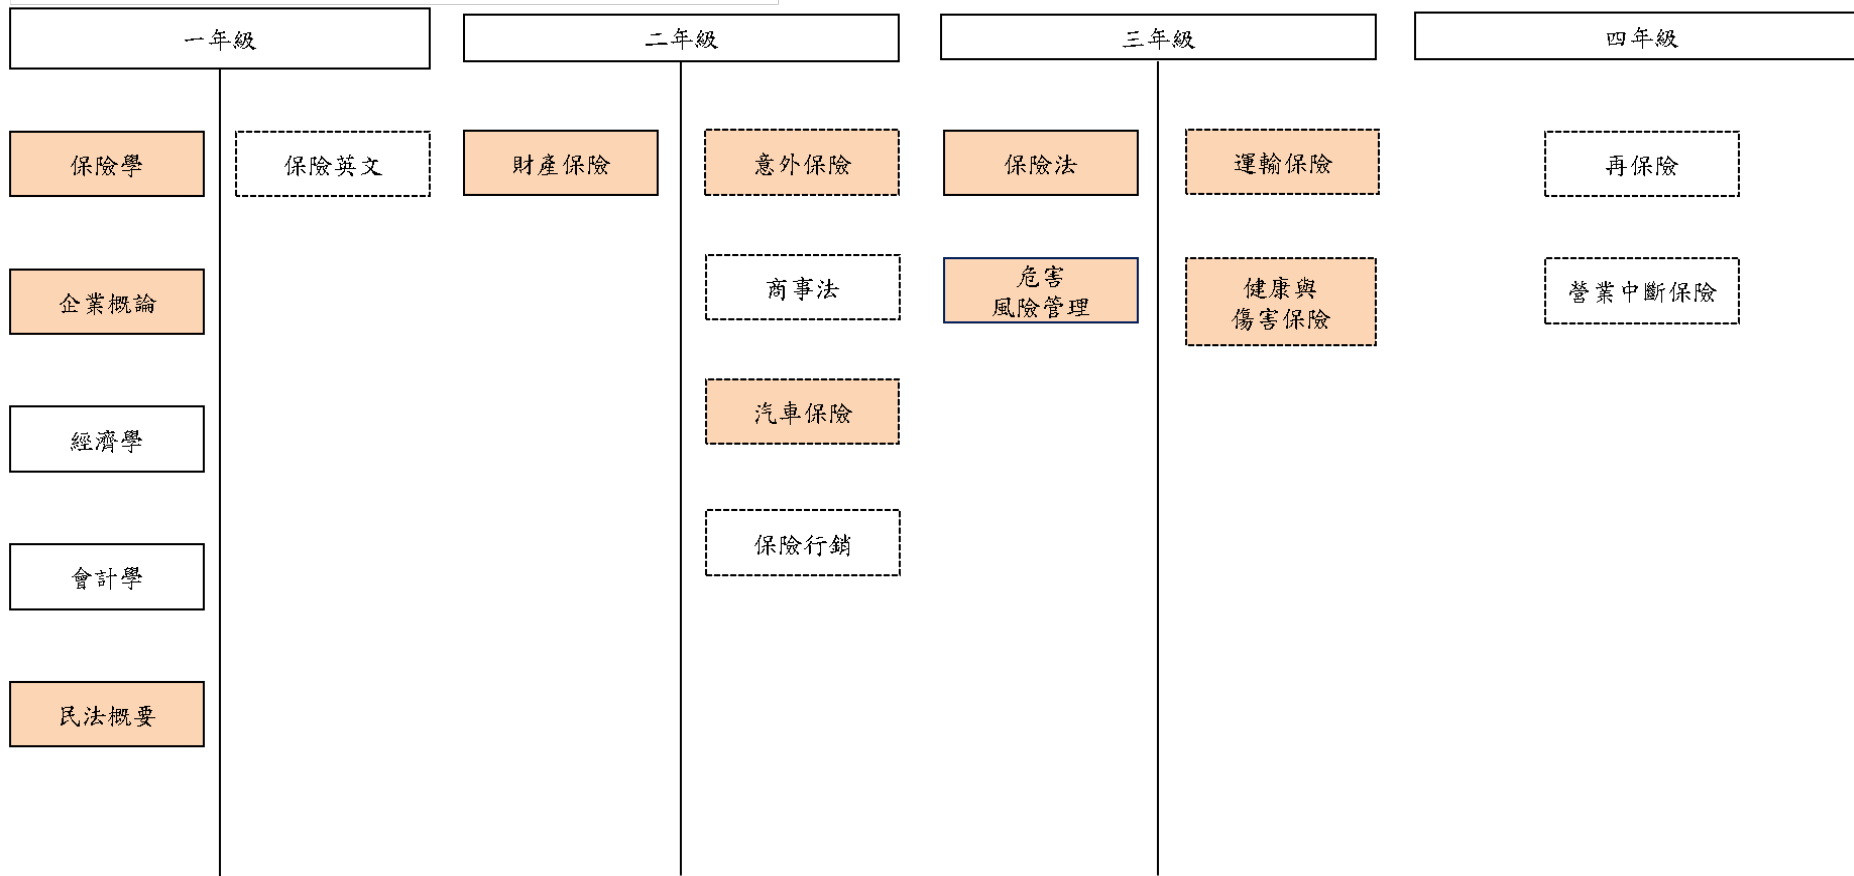 一年級
二年級
三年級
四年級
保險學
保險英文
財產保險
意外保險
保險法
運輸保險
再保險
企業概論
商事法
危害
風險管理
健康與
傷害保險
營業中斷保險
經濟學
汽車保險
會計學
保險行銷
民法概要